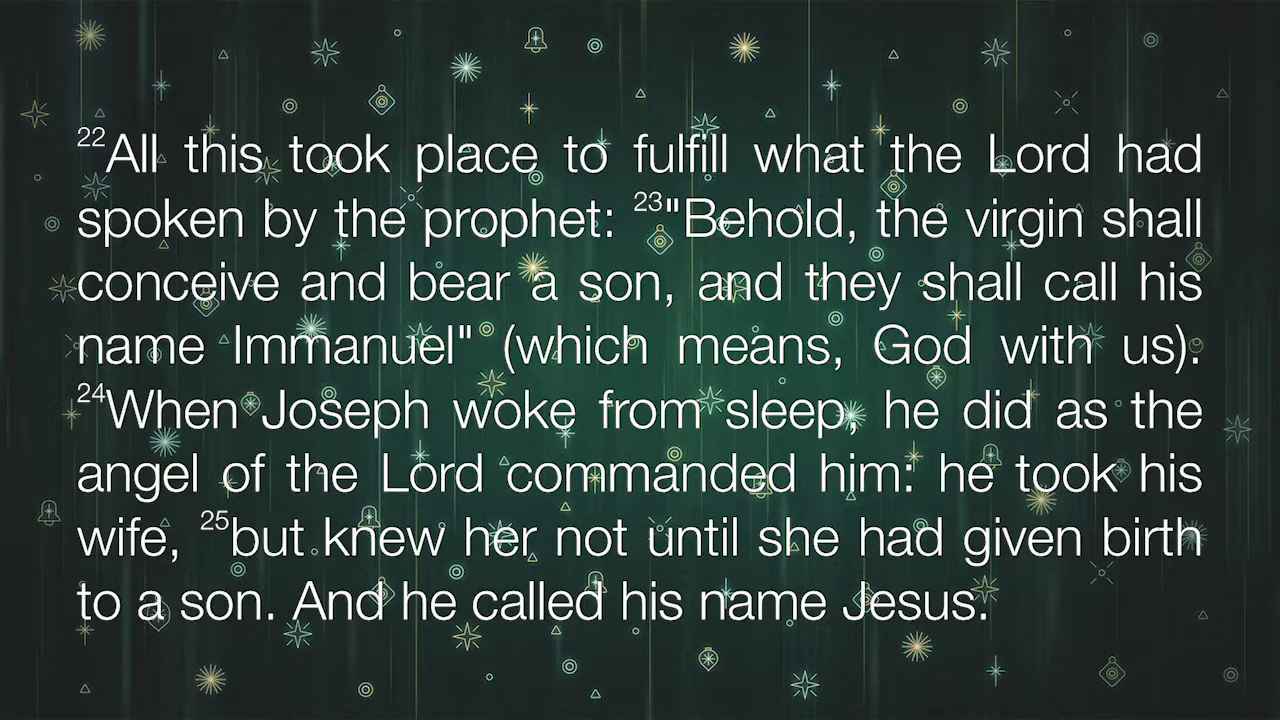 22All this took place to fulfill what the Lord had
spoken by the prophet: 23"Behold, the virgin shall
conceive and bear a son, and they shall call his
name Immanuel" (which means, God with us).
24When Joseph woke from sleep, he did as the
angel of the Lord commanded him: he took his
wife, 25but knew her not until she had given birth
to a son. And he called his name Jesus.